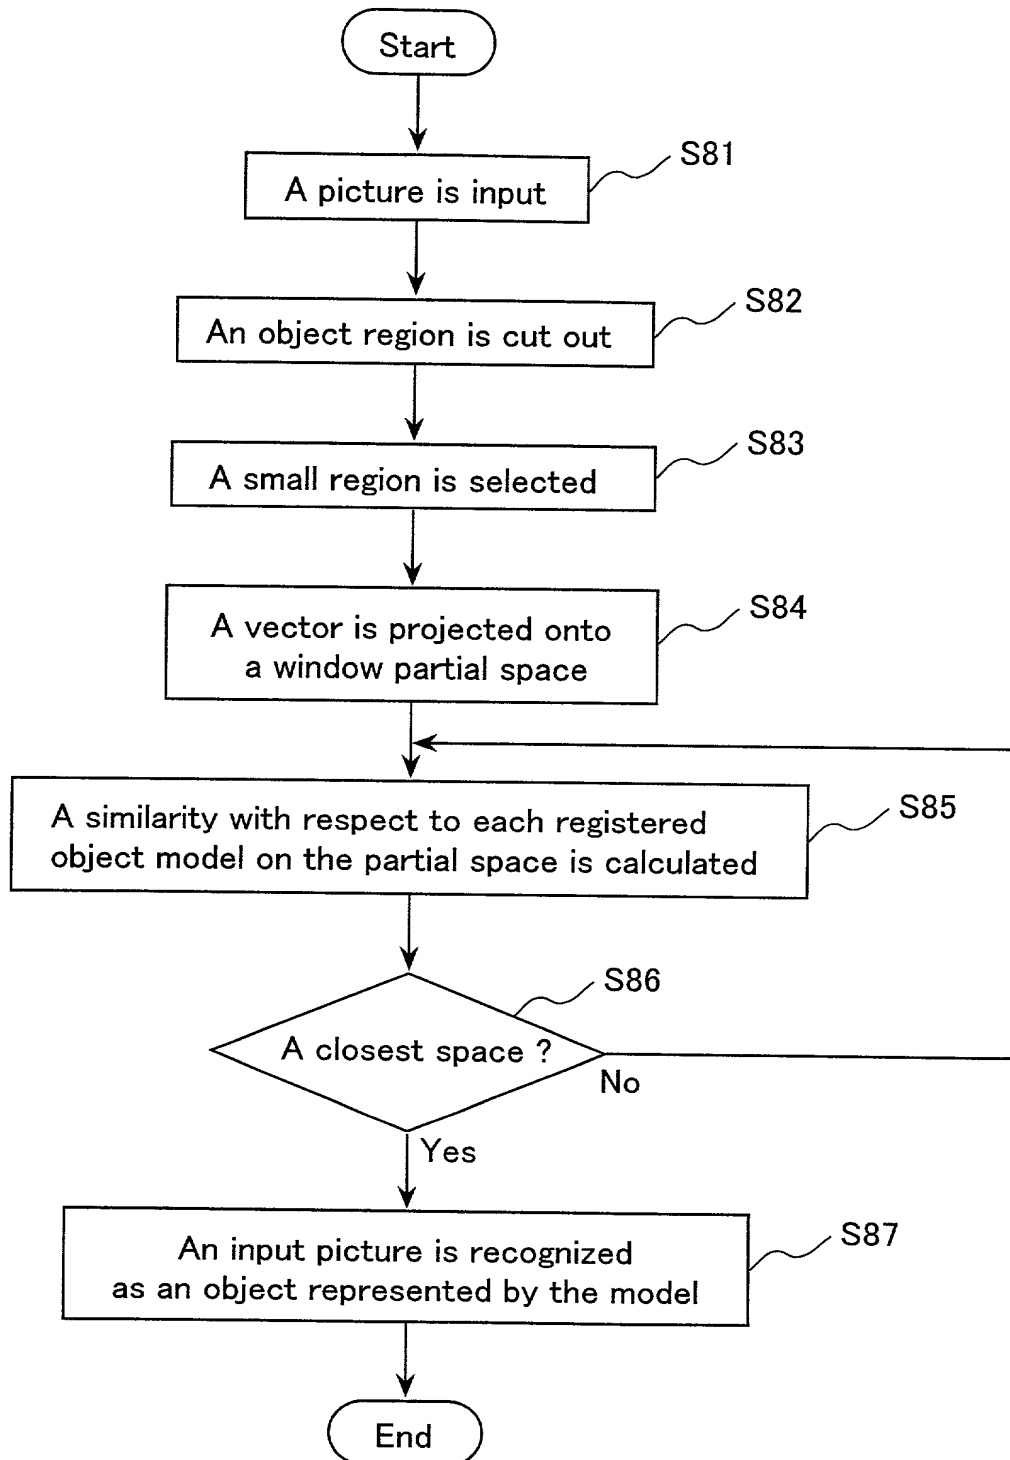 Start
S81
A picture is input
S82
An object region is cut out
S83
A small region is selected
S84
A vector is projected onto
a window partial space
S85
A similarity with respect to each registered
object model on the partial space is calculated
S86
A closest space ?
No
Yes
S87
An input picture is recognized
as an object represented by the model
End